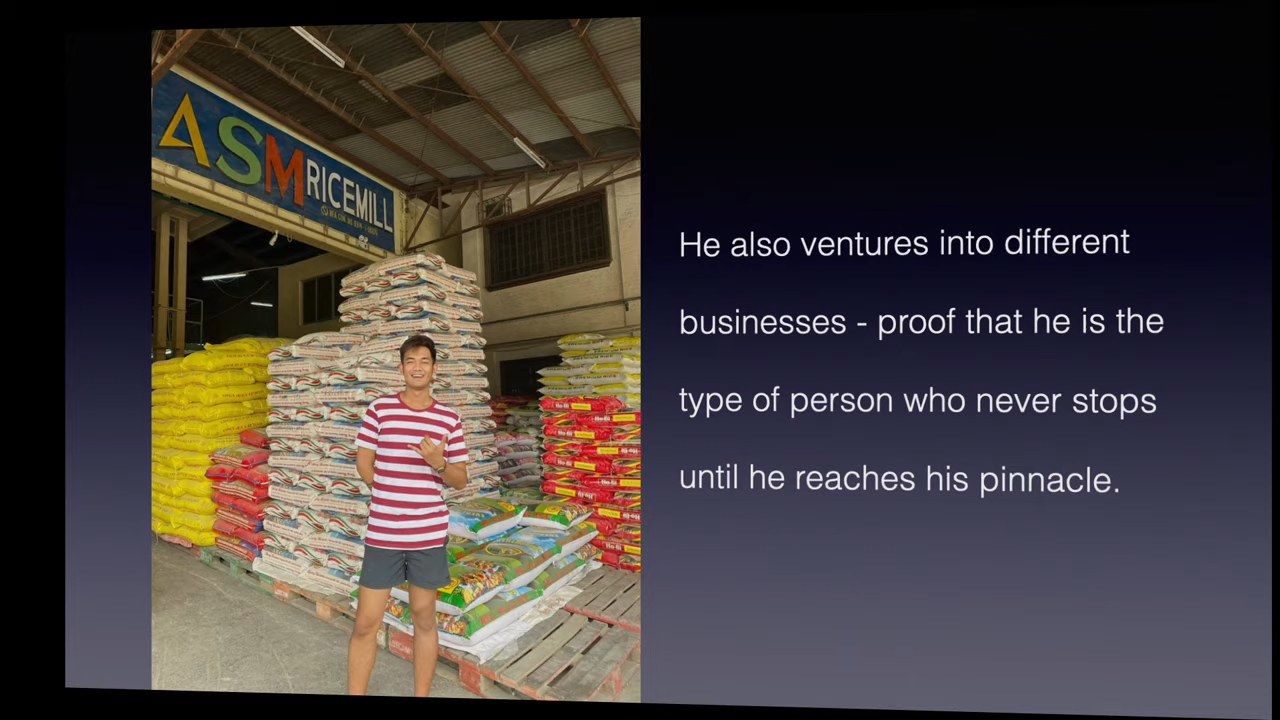 ASM RICEMILL
He also ventures into different
businesses - proof that he is the
type of person who never stops
until he reaches his pinnacle.